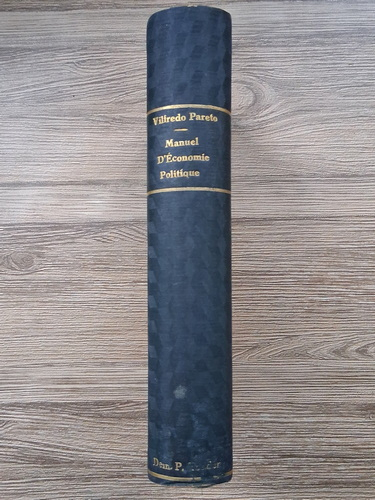 Vilfredo Pareto
Manuel
D'Économie
Politique
P.